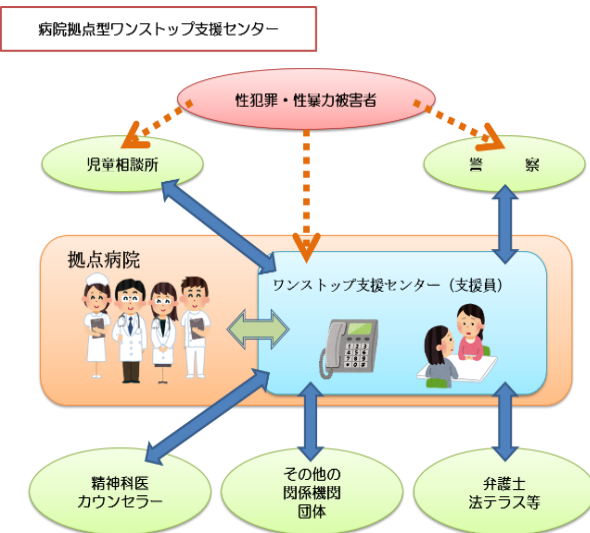 病院拠点型ワンストップ支援センター
性犯罪・性暴力被害者
児童相談所
警 察
拠点病院
ワンストップ支援センター（支援員）
精神科医
カウンセラー
その他の
関係機関
団体
弁護士
法テラス等